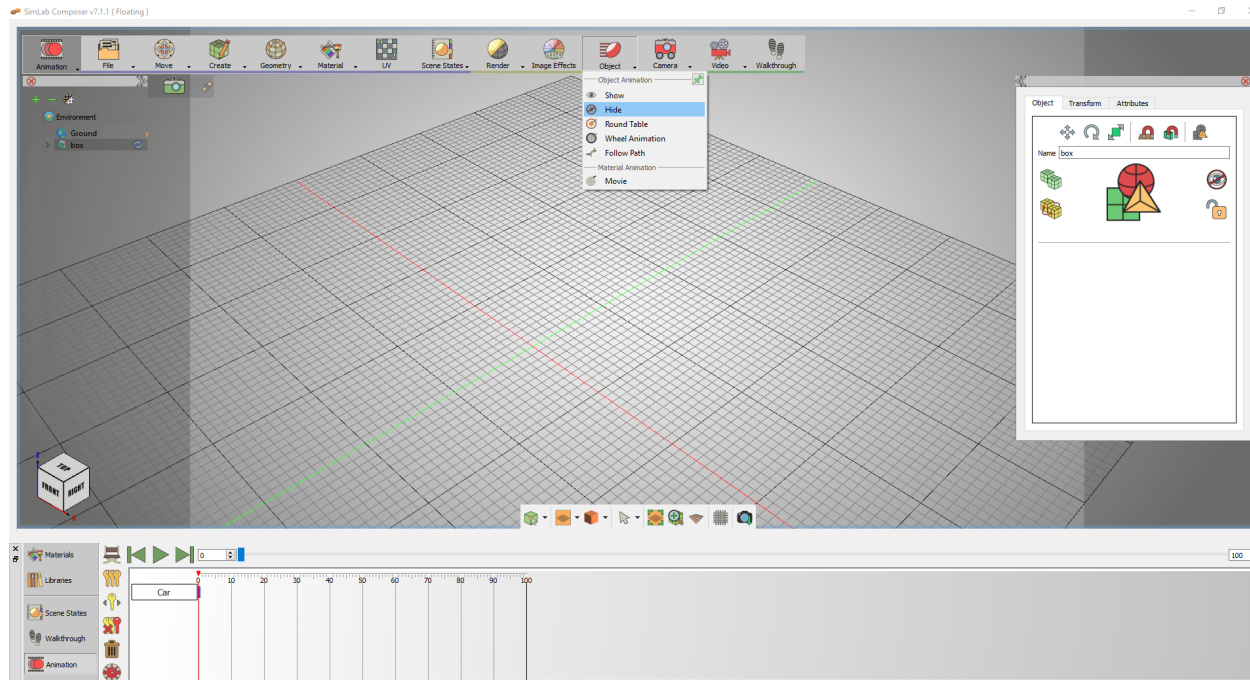 SimLab Composer v7.1.1 ( Floating )
Animation File Move Create Geometry Material UV Scene States Render Image Effects Object Camera Video Walkthrough
Object Animation
Show
Hide
Round Table
Wheel Animation
Follow Path
Material Animation
Movie
Environment
Ground
box
Object Transform Attributes
Name box
TOP
FRONT RIGHT
Materials
Libraries
Scene States
Walkthrough
Animation
0
100
0 10 20 30 40 50 60 70 80 90 100
Car